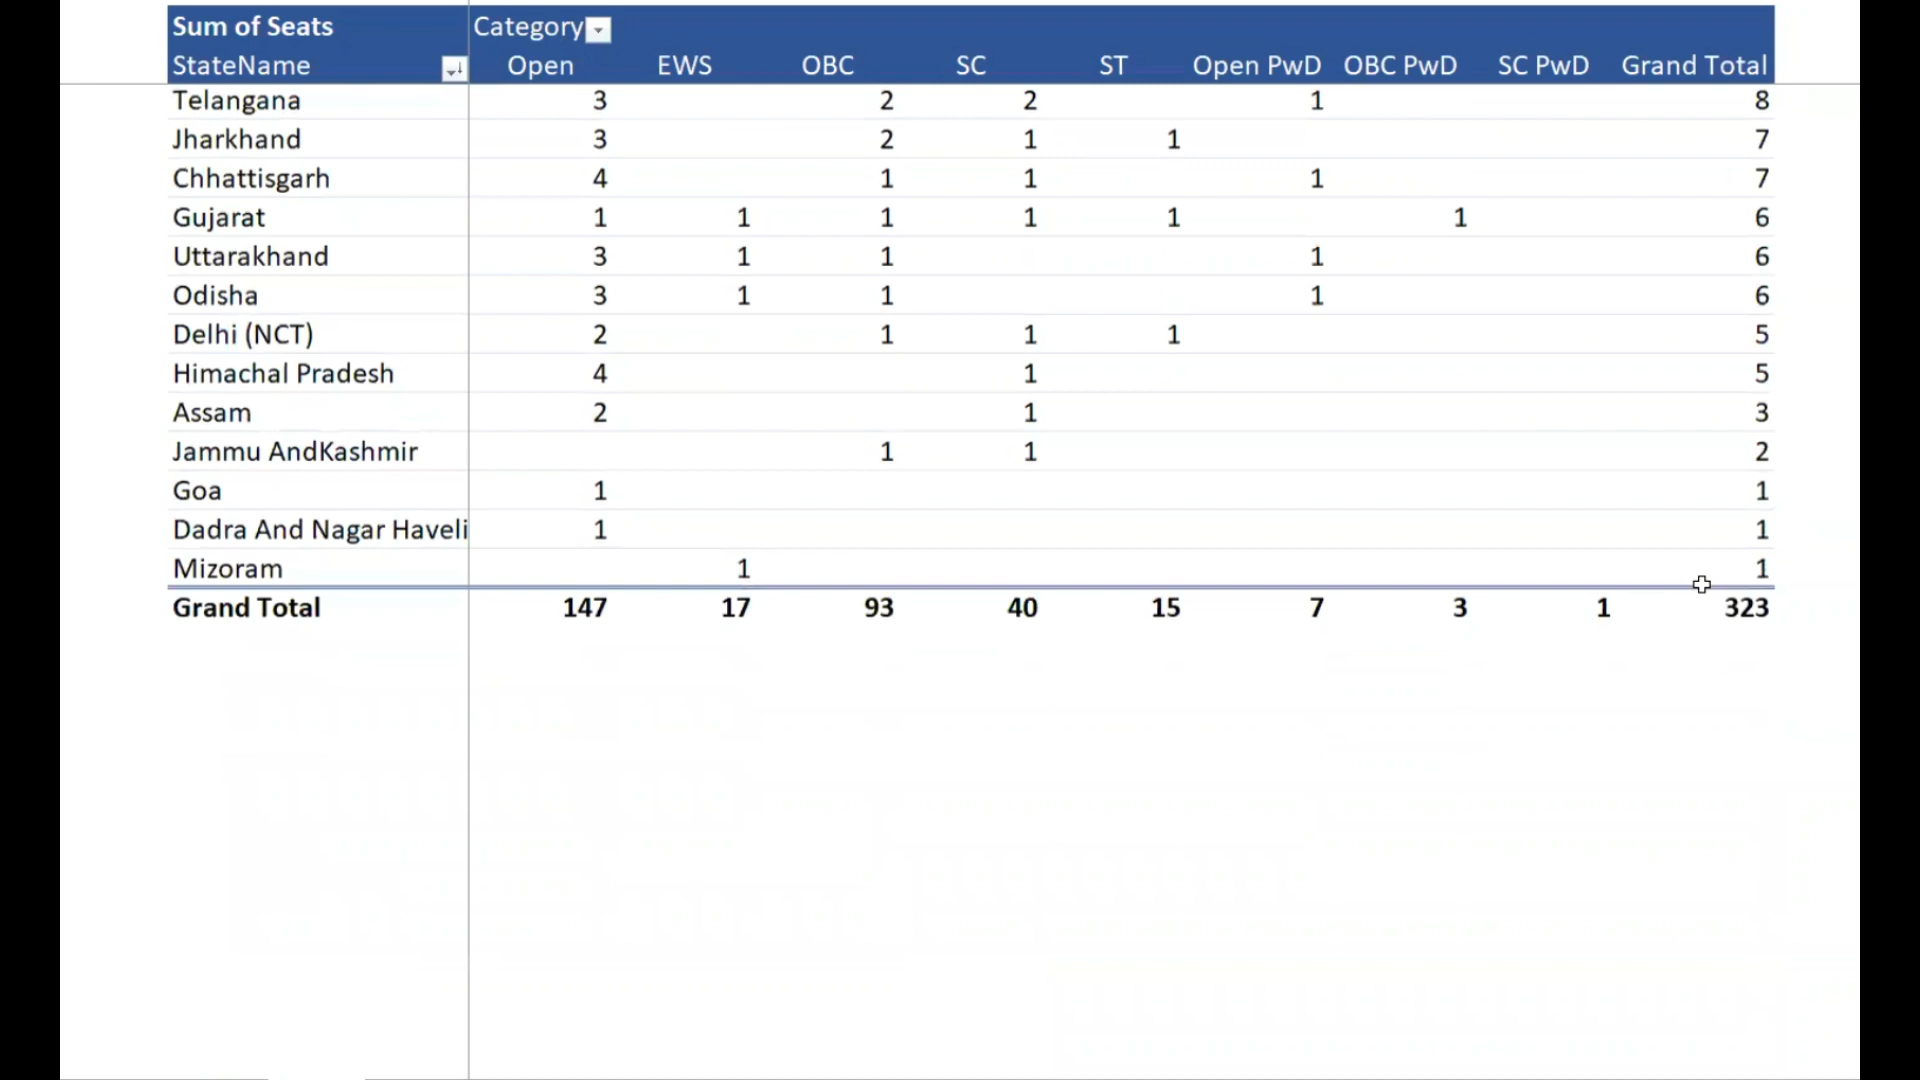 Sum of Seats Category
StateName Open EWS OBC SC ST Open PwD OBC PwD SC PwD Grand Total
Telangana 3 2 2 1 8
Jharkhand 3 2 1 1 7
Chhattisgarh 4 1 1 1 7
Gujarat 1 1 1 1 1 1 6
Uttarakhand 3 1 1 1 6
Odisha 3 1 1 1 6
Delhi (NCT) 2 1 1 1 5
Himachal Pradesh 4 1 5
Assam 2 1 3
Jammu AndKashmir 1 1 2
Goa 1 1
Dadra And Nagar Haveli 1 1
Mizoram 1 1
Grand Total 147 17 93 40 15 7 3 1 323